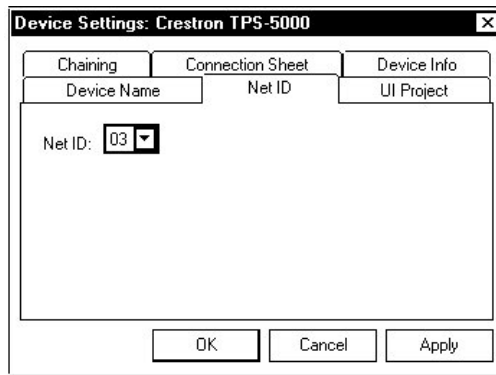 Device Settings: Crestron TPS-5000
Chaining Connection Sheet Device Info
Device Name Net ID UI Project
Net ID: 03
OK Cancel Apply